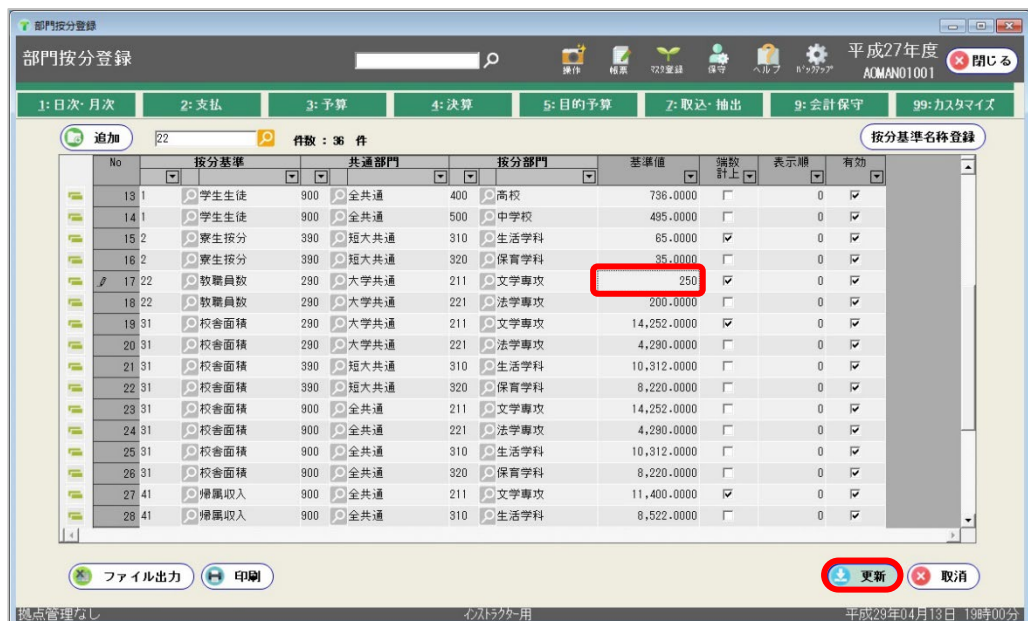 部門按分登録
部門按分登録
操作 帳票 マスタ登録 保守 ヘルプ バックアップ
平成27年度
AOMAN01001
閉じる
1:日次・月次 2:支払 3:予算 4:決算 5:目的予算 7:取込・抽出 9:会計保守 99:カスタマイズ
追加 22 件数 : 36 件 按分基準名称登録
No 按分基準 共通部門 按分部門 基準値 端数計上 表示順 有効
13 1 学生生徒 900 全共通 400 高校 736.0000 0
14 1 学生生徒 900 全共通 500 中学校 495.0000 0
15 2 寮生按分 390 短大共通 310 生活学科 65.0000 0
16 2 寮生按分 390 短大共通 320 保育学科 35.0000 0
17 22 教職員数 290 大学共通 211 文学専攻 250 0
18 22 教職員数 290 大学共通 221 法学専攻 200.0000 0
19 31 校舎面積 290 大学共通 211 文学専攻 14,252.0000 0
20 31 校舎面積 290 大学共通 221 法学専攻 4,290.0000 0
21 31 校舎面積 390 短大共通 310 生活学科 10,312.0000 0
22 31 校舎面積 390 短大共通 320 保育学科 8,220.0000 0
23 31 校舎面積 900 全共通 211 文学専攻 14,252.0000 0
24 31 校舎面積 900 全共通 221 法学専攻 4,290.0000 0
25 31 校舎面積 900 全共通 310 生活学科 10,312.0000 0
26 31 校舎面積 900 全共通 320 保育学科 8,220.0000 0
27 41 帰属収入 900 全共通 211 文学専攻 11,400.0000 0
28 41 帰属収入 900 全共通 310 生活学科 8,522.0000 0
ファイル出力 印刷 更新 取消
拠点管理なし インストラクター用 平成29年04月13日 19時00分